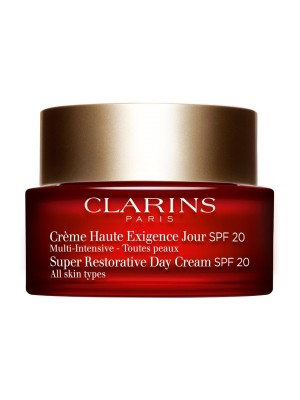 CLARINS
PARIS
Crème Haute Exigence Jour SPF 20
Multi-Intensive - Toutes peaux
Super Restorative Day Cream SPF 20
All skin types